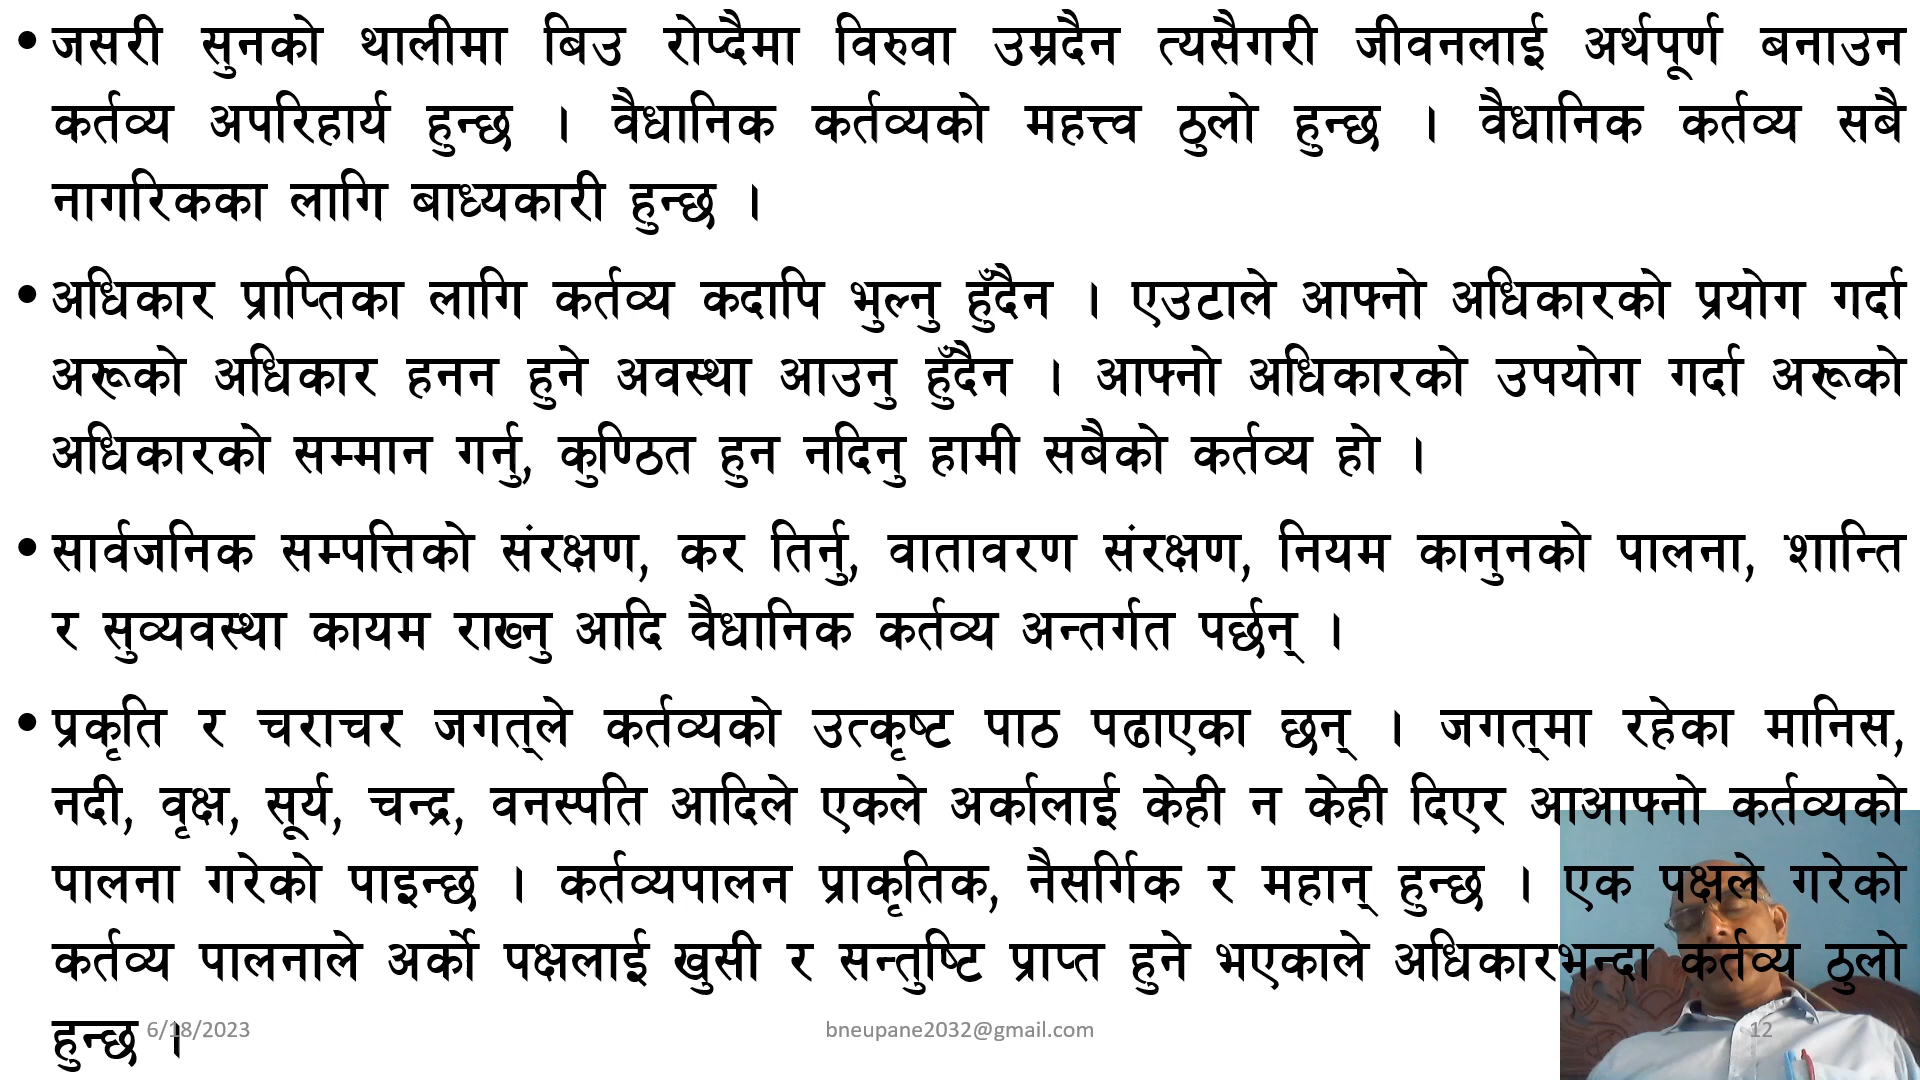 • जसरी सुनको थालीमा बिउ रोप्दैमा विरुवा उम्रदैन त्यसैगरी जीवनलाई अर्थपूर्ण बनाउन
कर्तव्य अपरिहार्य हुन्छ । वैधानिक कर्तव्यको महत्त्व ठुलो हुन्छ । वैधानिक कर्तव्य सबै
नागरिकका लागि बाध्यकारी हुन्छ ।
• अधिकार प्राप्तिका लागि कर्तव्य कदापि भुल्नु हुँदैन । एउटाले आफ्नो अधिकारको प्रयोग गर्दा
अरूको अधिकार हनन हुने अवस्था आउनु हुँदैन । आफ्नो अधिकारको उपयोग गर्दा अरूको
अधिकारको सम्मान गर्नु, कुण्ठित हुन नदिनु हामी सबैको कर्तव्य हो ।
• सार्वजनिक सम्पत्तिको संरक्षण, कर तिर्नु, वातावरण संरक्षण, नियम कानुनको पालना, शान्ति
र सुव्यवस्था कायम राख्नु आदि वैधानिक कर्तव्य अन्तर्गत पर्छन् ।
• प्रकृति र चराचर जगत्‌ले कर्तव्यको उत्कृष्ट पाठ पढाएका छन् । जगत्‌मा रहेका मानिस,
नदी, वृक्ष, सूर्य, चन्द्र, वनस्पति आदिले एकले अर्कालाई केही न केही दिएर आआफ्नो कर्तव्यको
पालना गरेको पाइन्छ । कर्तव्यपालन प्राकृतिक, नैसर्गिक र महान् हुन्छ । एक पक्षले गरेको
कर्तव्य पालनाले अर्को पक्षलाई खुसी र सन्तुष्टि प्राप्त हुने भएकाले अधिकारभन्दा कर्तव्य ठुलो
हुन्छ ।
6/18/2023 bneupane2032@gmail.com 12